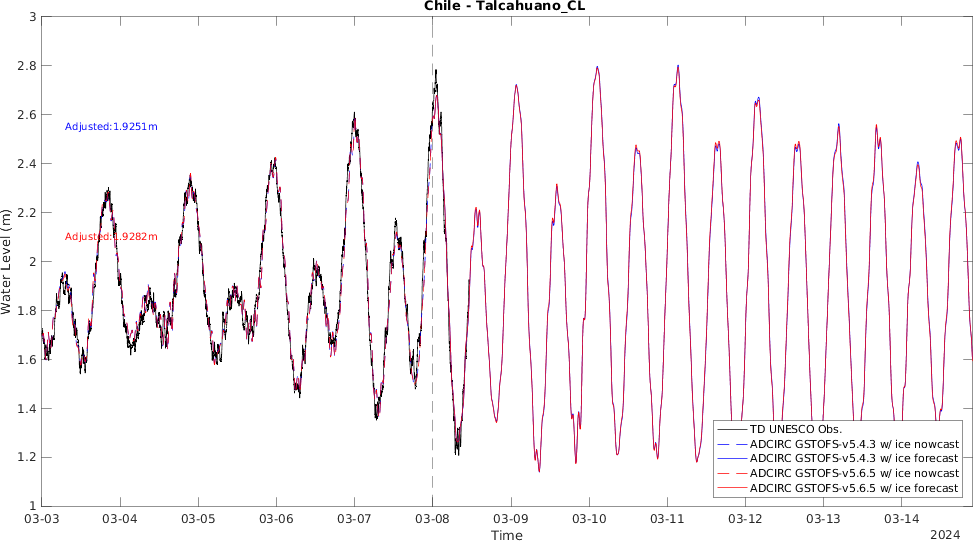 Chile - Talcahuano_CL
3
2.8
2.6
2.4
2.2
2
1.8
1.6
1.4
1.2
1
Water Level (m)
Adjusted:1.9251m
Adjusted:1.9282m
TD UNESCO Obs.
ADCIRC GSTOFS-v5.4.3 w/ ice nowcast
ADCIRC GSTOFS-v5.4.3 w/ ice forecast
ADCIRC GSTOFS-v5.6.5 w/ ice nowcast
ADCIRC GSTOFS-v5.6.5 w/ ice forecast
03-03 03-04 03-05 03-06 03-07 03-08 03-09 03-10 03-11 03-12 03-13 03-14
Time
2024